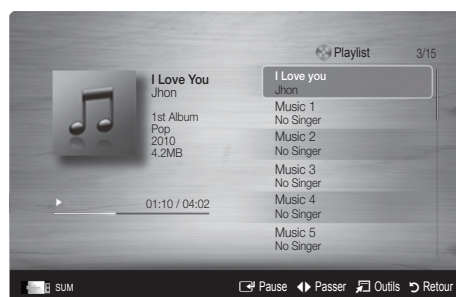 Playlist 3/15
I Love You
Jhon
1st Album
Pop
2010
4.2MB
01:10 / 04:02
I Love you
Jhon
Music 1
No Singer
Music 2
No Singer
Music 3
No Singer
Music 4
No Singer
Music 5
No Singer
SUM Pause Passer Outils Retour